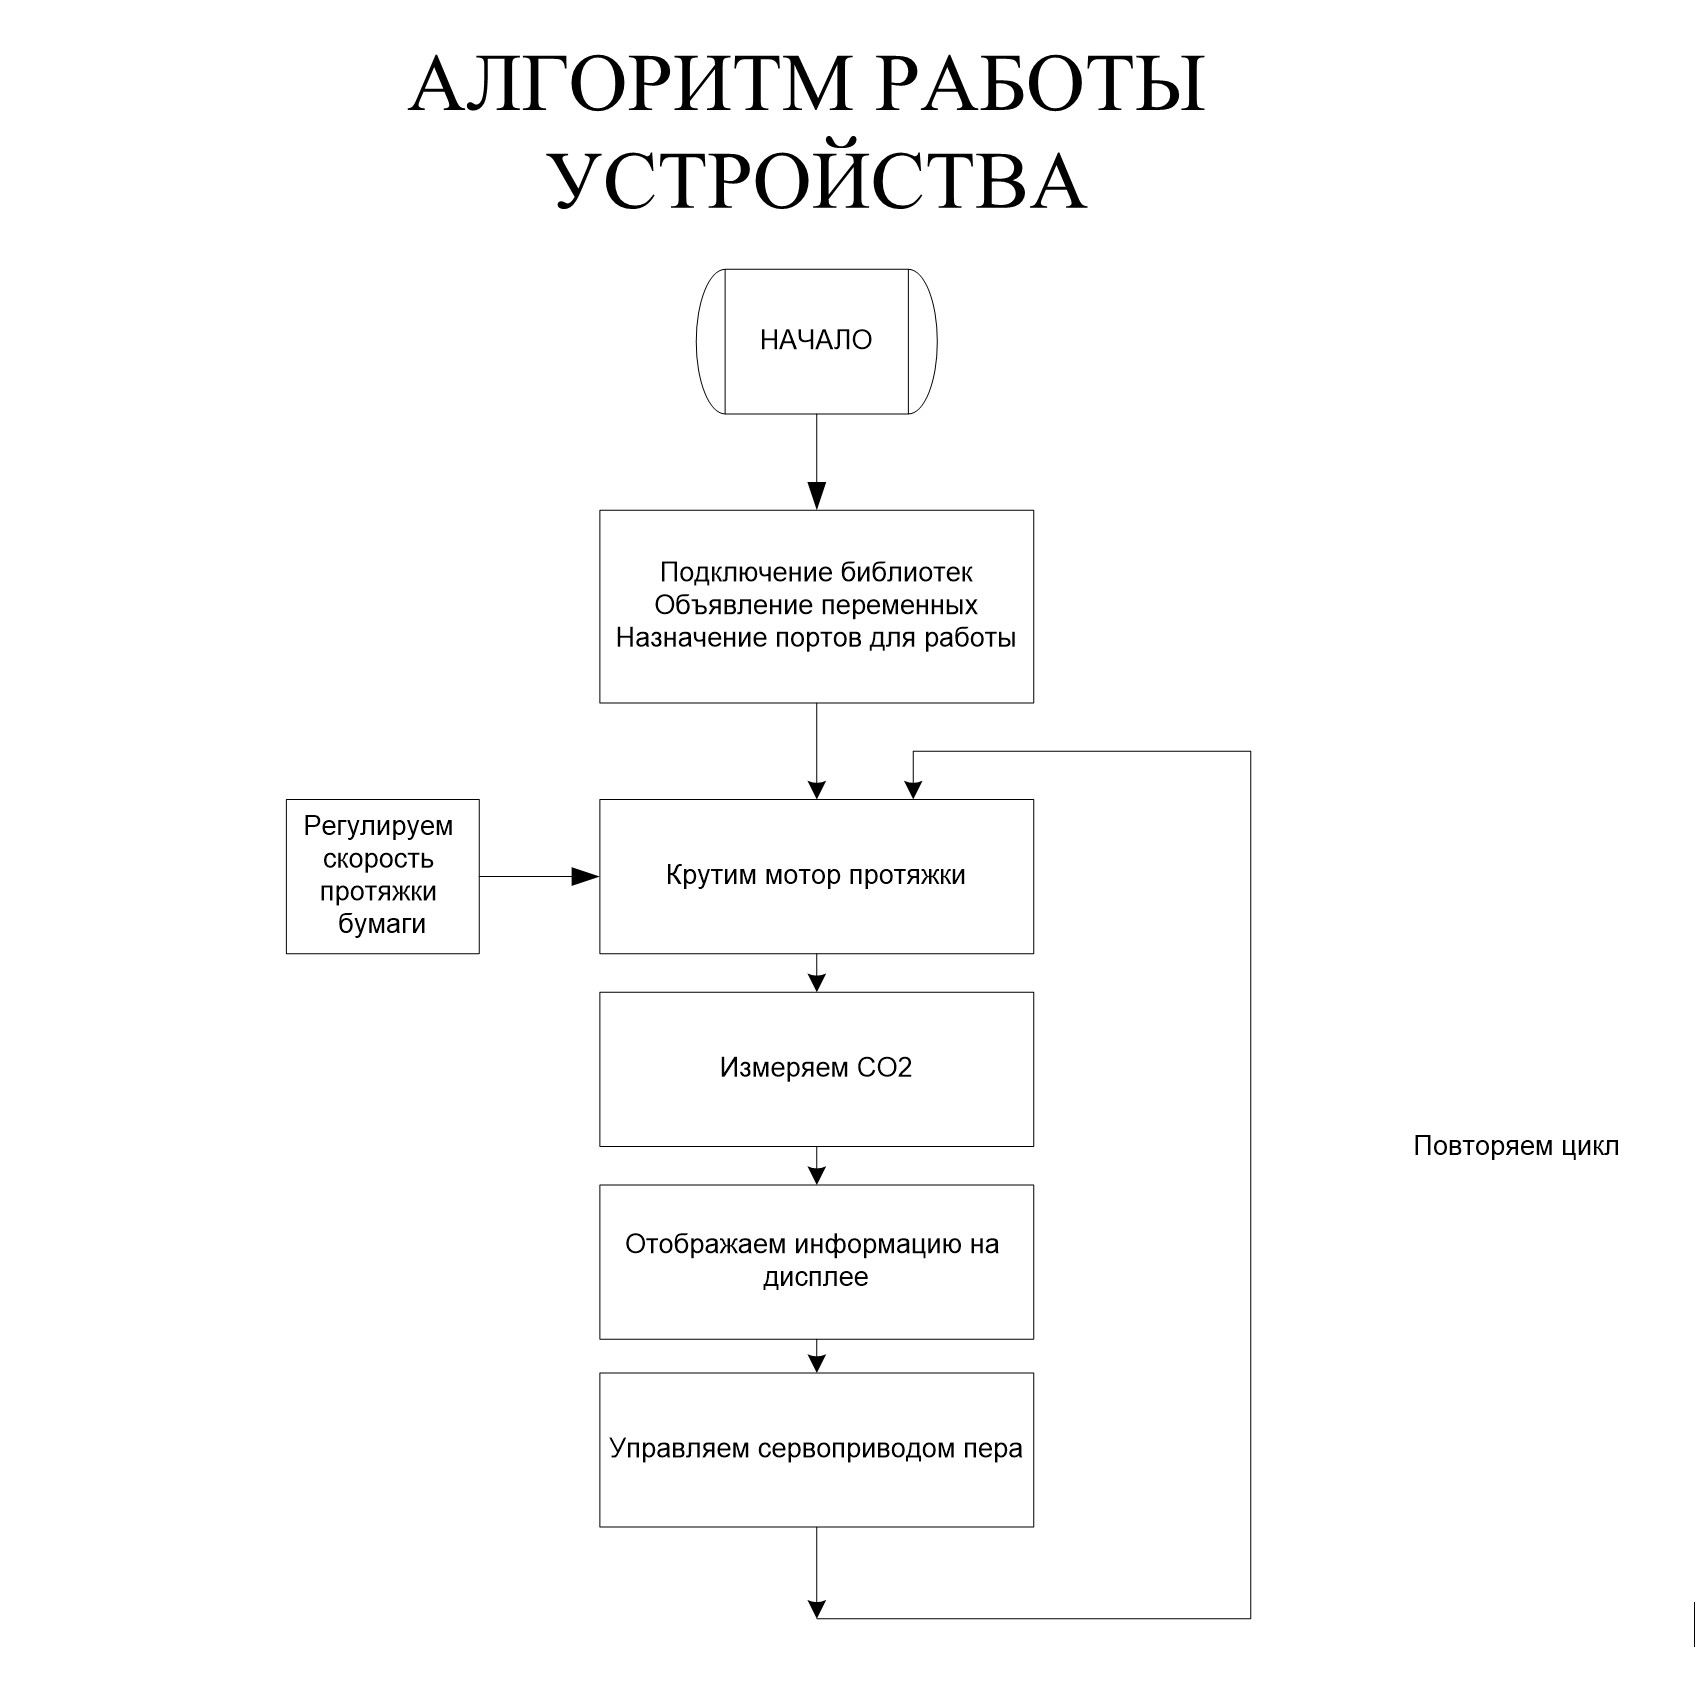 АЛГОРИТМ РАБОТЫ
УСТРОЙСТВА
НАЧАЛО
Подключение библиотек
Объявление переменных
Назначение портов для работы
Регулируем
скорость
протяжки
бумаги
Крутим мотор протяжки
Измеряем СО2
Повторяем цикл
Отображаем информацию на
дисплее
Управляем сервоприводом пера